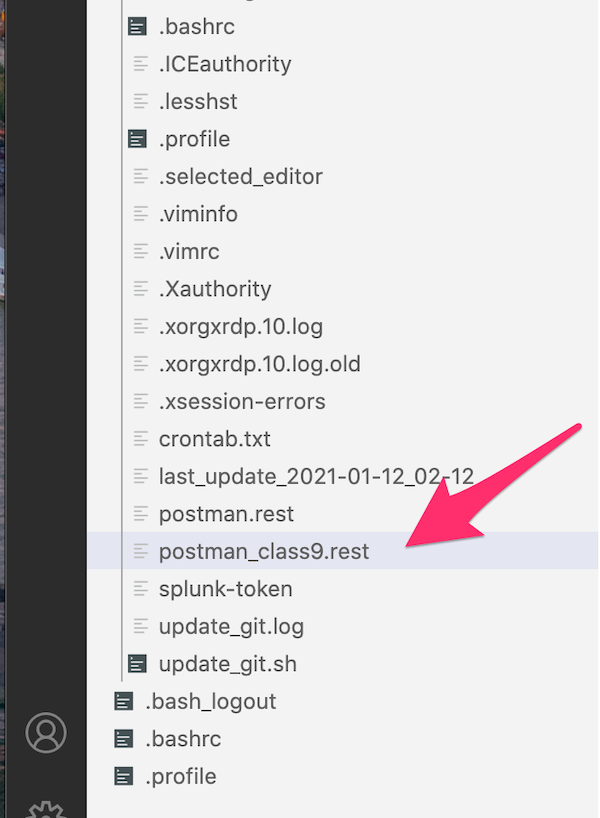 .bashrc
.ICEauthority
.lesshst
.profile
.selected_editor
.viminfo
.vimrc
.Xauthority
.xorgxrdp.10.log
.xorgxrdp.10.log.old
.xsession-errors
crontab.txt
last_update_2021-01-12_02-12
postman.rest
postman_class9.rest
splunk-token
update_git.log
update_git.sh
.bash_logout
.bashrc
.profile